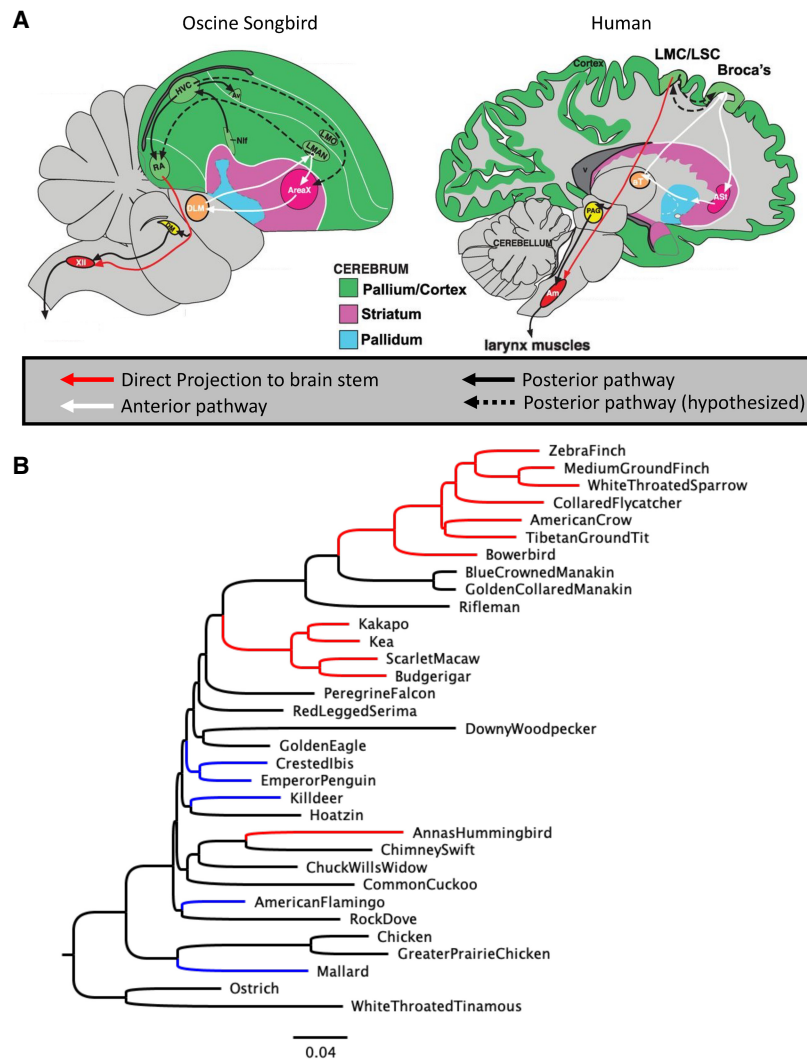 A
Oscine Songbird
Human
HVC
Av
NIf
LMO
LMAN
RA
AreaX
DLM
DM
XII
LMC/LSC
Broca's
Cortex
V
aT
ASt
PAG
CEREBELLUM
Am
larynx muscles
CEREBRUM
Pallium/Cortex
Striatum
Pallidum
Direct Projection to brain stem
Anterior pathway
Posterior pathway
Posterior pathway (hypothesized)
B
ZebraFinch
MediumGroundFinch
WhiteThroatedSparrow
CollaredFlycatcher
AmericanCrow
TibetanGroundTit
Bowerbird
BlueCrownedManakin
GoldenCollaredManakin
Rifleman
Kakapo
Kea
ScarletMacaw
Budgerigar
PeregrineFalcon
RedLeggedSerima
DownyWoodpecker
GoldenEagle
CrestedIbis
EmperorPenguin
Killdeer
Hoatzin
AnnasHummingbird
ChimneySwift
ChuckWillsWidow
CommonCuckoo
AmericanFlamingo
RockDove
Chicken
GreaterPrairieChicken
Mallard
Ostrich
WhiteThroatedTinamous
0.04